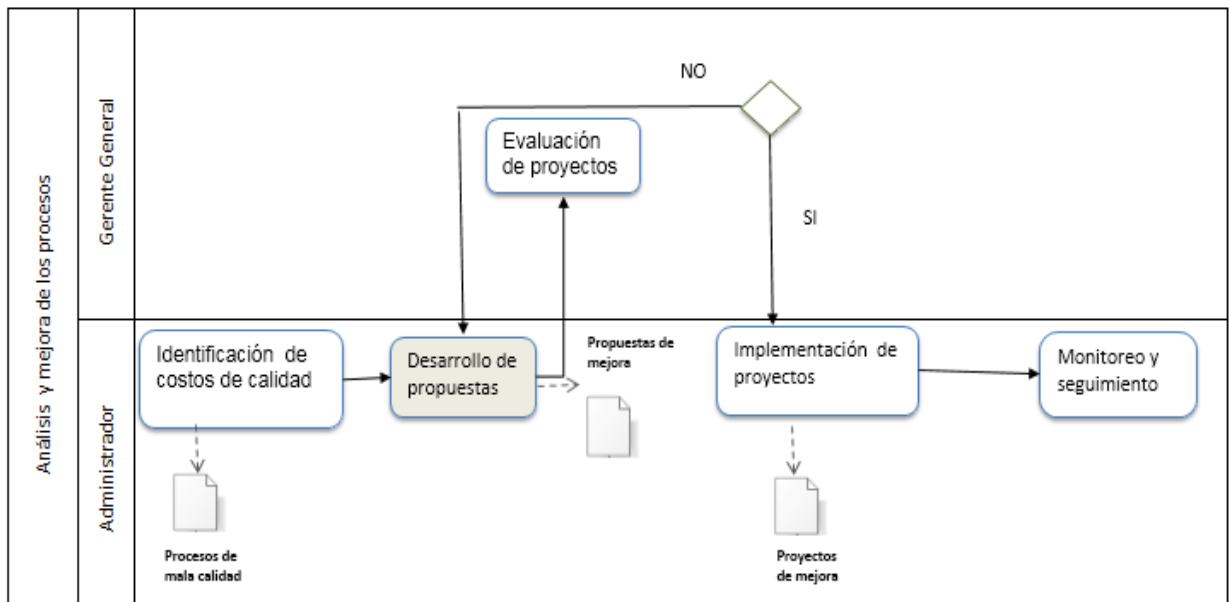 Análisis y mejora de los procesos
Gerente General
NO
Evaluación
de proyectos
SI
Administrador
Identificación de
costos de calidad
Desarrollo de
propuestas
Propuestas de
mejora
Implementación de
proyectos
Monitoreo y
seguimiento
Procesos de
mala calidad
Proyectos
de mejora